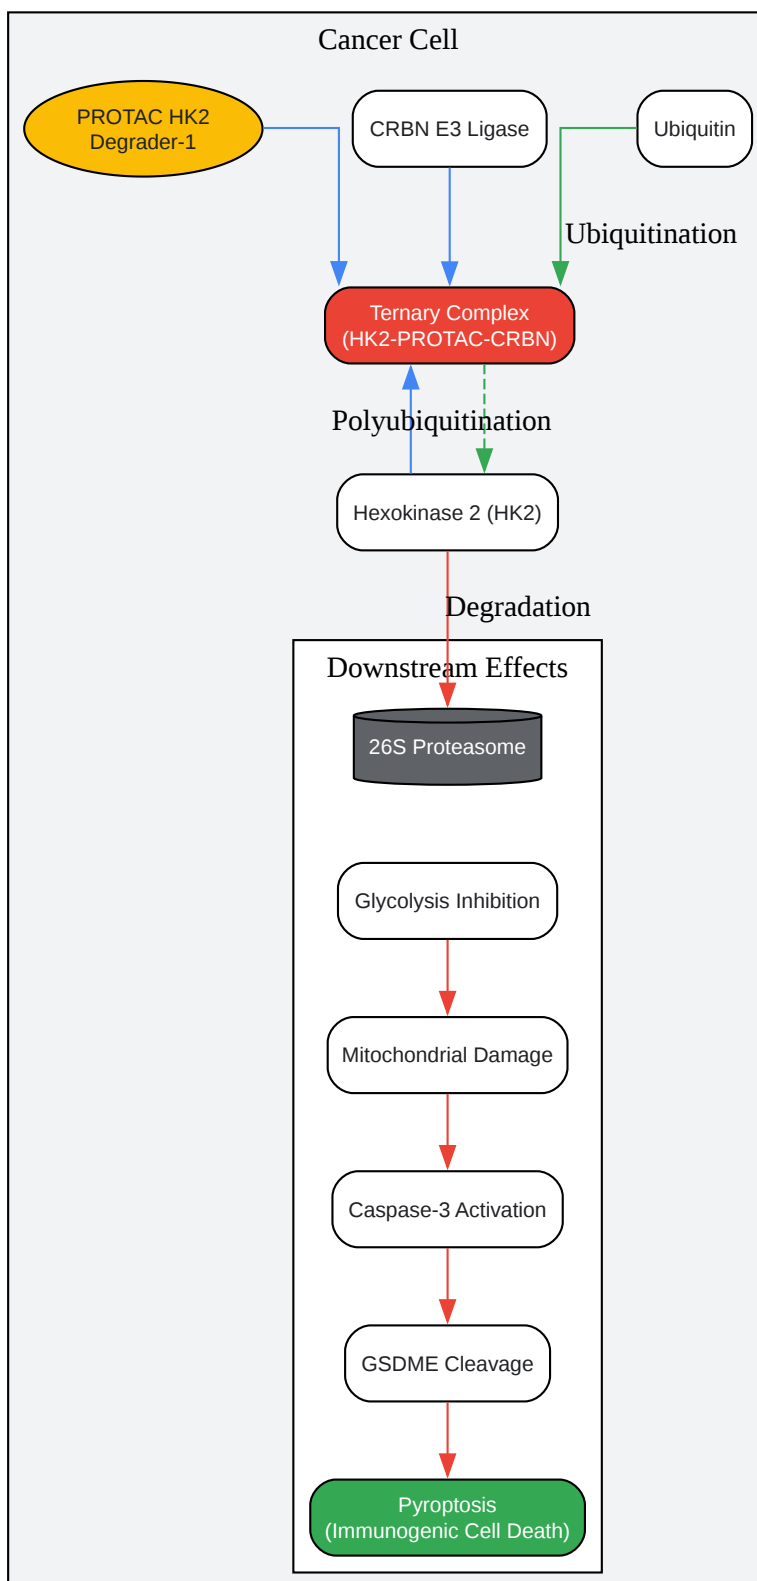 Cancer Cell
PROTAC HK2
Degrader-1
CRBN E3 Ligase
Ubiquitin
Ubiquitination
Ternary Complex
(HK2-PROTAC-CRBN)
Polyubiquitination
Hexokinase 2 (HK2)
Degradation
Downstream Effects
26S Proteasome
Glycolysis Inhibition
Mitochondrial Damage
Caspase-3 Activation
GSDME Cleavage
Pyroptosis
(Immunogenic Cell Death)